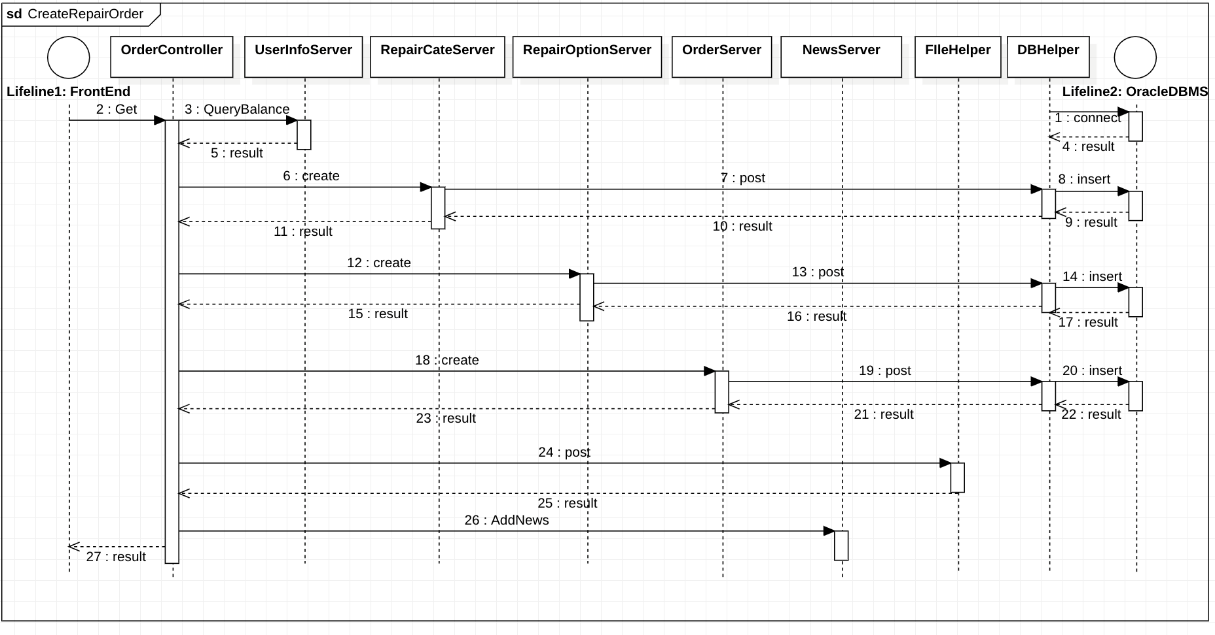 sd CreateRepairOrder
OrderController
UserInfoServer
RepairCateServer
RepairOptionServer
OrderServer
NewsServer
FIleHelper
DBHelper
Lifeline1: FrontEnd
Lifeline2: OracleDBMS
2 : Get
3 : QueryBalance
1 : connect
4 : result
5 : result
6 : create
7 : post
8 : insert
9 : result
10 : result
11 : result
12 : create
13 : post
14 : insert
15 : result
16 : result
17 : result
18 : create
19 : post
20 : insert
21 : result
22 : result
23 : result
24 : post
25 : result
26 : AddNews
27 : result